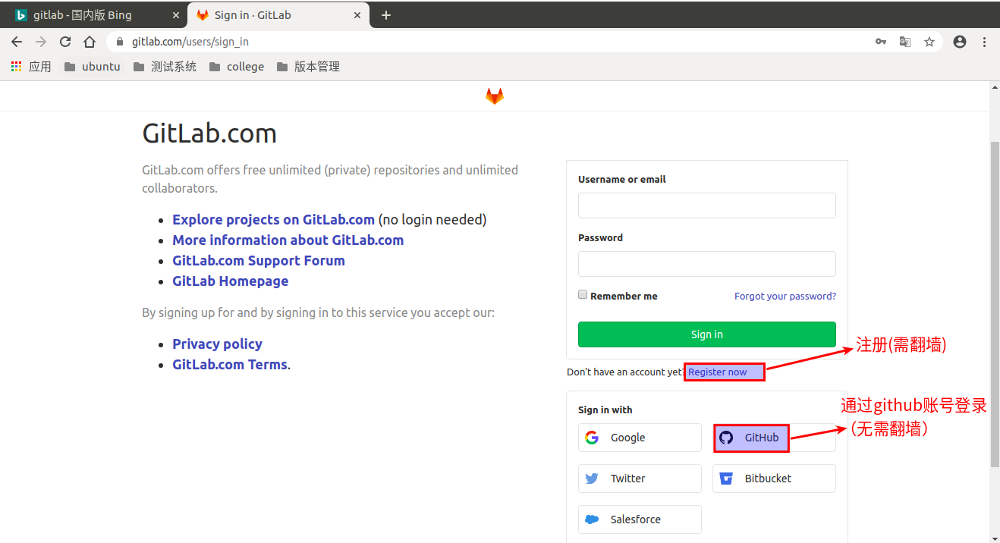 gitlab - 国内版 Bing
Sign in · GitLab
gitlab.com/users/sign_in
应用
ubuntu
测试系统
college
版本管理
GitLab.com
GitLab.com offers free unlimited (private) repositories and unlimited
collaborators.
Explore projects on GitLab.com (no login needed)
More information about GitLab.com
GitLab.com Support Forum
GitLab Homepage
By signing up for and by signing in to this service you accept our:
Privacy policy
GitLab.com Terms.
Username or email
Password
Remember me
Forgot your password?
Sign in
Don't have an account yet? Register now
注册(需翻墙)
Sign in with
通过github账号登录
（无需翻墙）
Google
GitHub
Twitter
Bitbucket
Salesforce